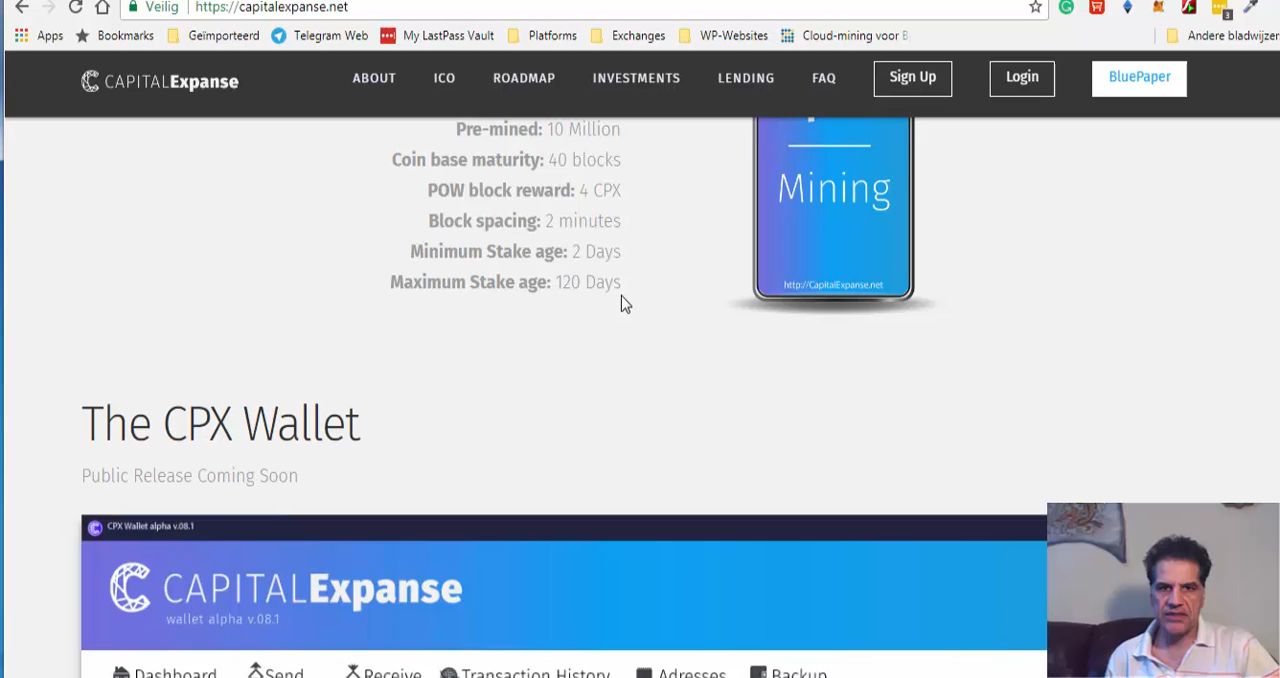 Veilig https://capitalexpanse.net
3
Apps Bookmarks Geïmporteerd Telegram Web My LastPass Vault Platforms Exchanges WP-Websites Cloud-mining voor Andere bladwijzer
CAPITALExpanse ABOUT ICO ROADMAP INVESTMENTS LENDING FAQ Sign Up Login BluePaper
Pre-mined: 10 Million
Coin base maturity: 40 blocks
POW block reward: 4 CPX
Block spacing: 2 minutes
Minimum Stake age: 2 Days
Maximum Stake age: 120 Days
Mining
http://CapitalExpanse.net
The CPX Wallet
Public Release Coming Soon
CPX Wallet alpha v.08.1
CAPITALExpanse
wallet alpha v.08.1
Dashboard Send Receive Transaction History Adresses Backup